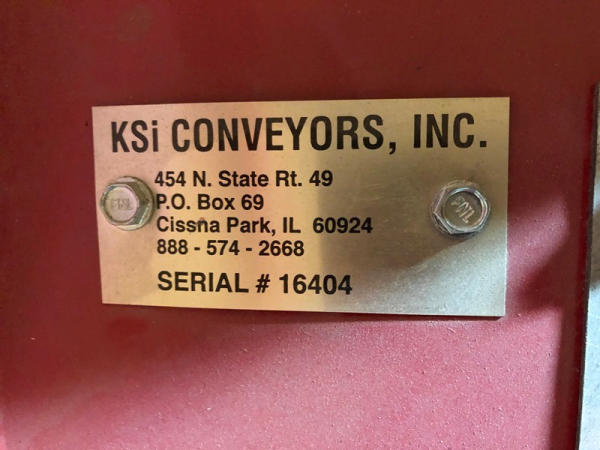 KSi CONVEYORS, INC.
454 N. State Rt. 49
P.O. Box 69
Cissna Park, IL 60924
888 - 574 - 2668
SERIAL # 16404